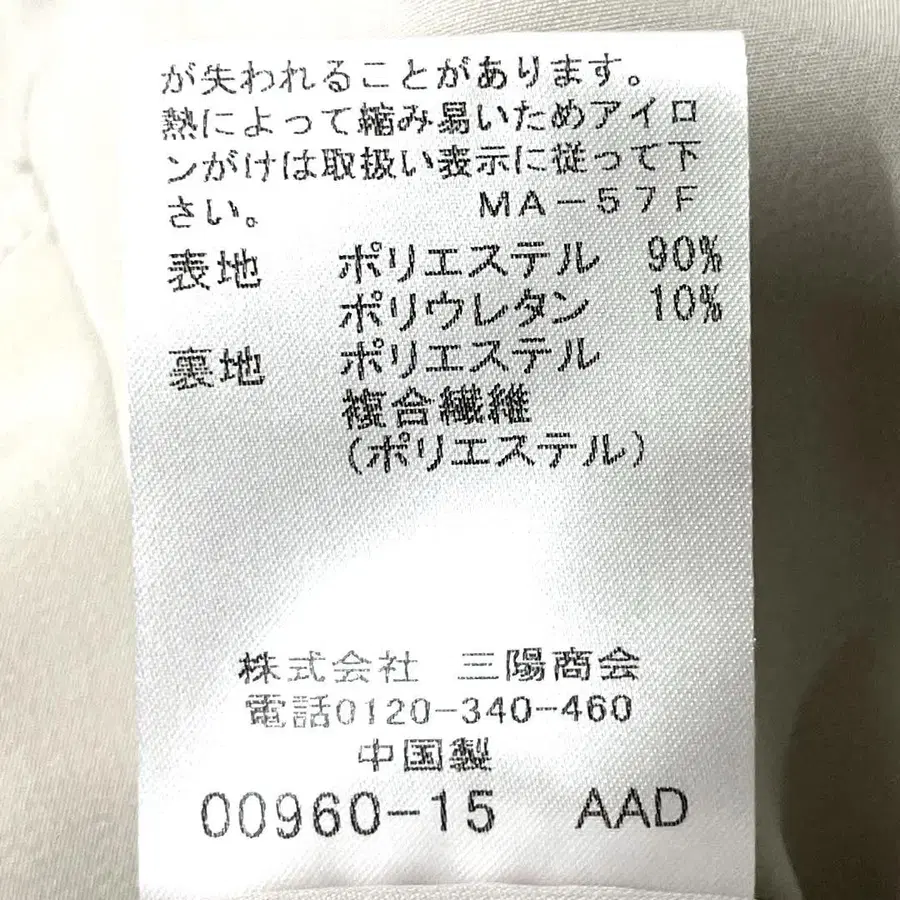 が失われることがあります。
熱によって縮み易いためアイロ
ンがけは取扱い表示に従って下
さい。 MA-57F
表地 ポリエステル 90%
ポリウレタン 10%
裏地 ポリエステル
複合繊維
(ポリエステル)
株式会社 三陽商会
電話0120-340-460
中国製
00960-15 AAD